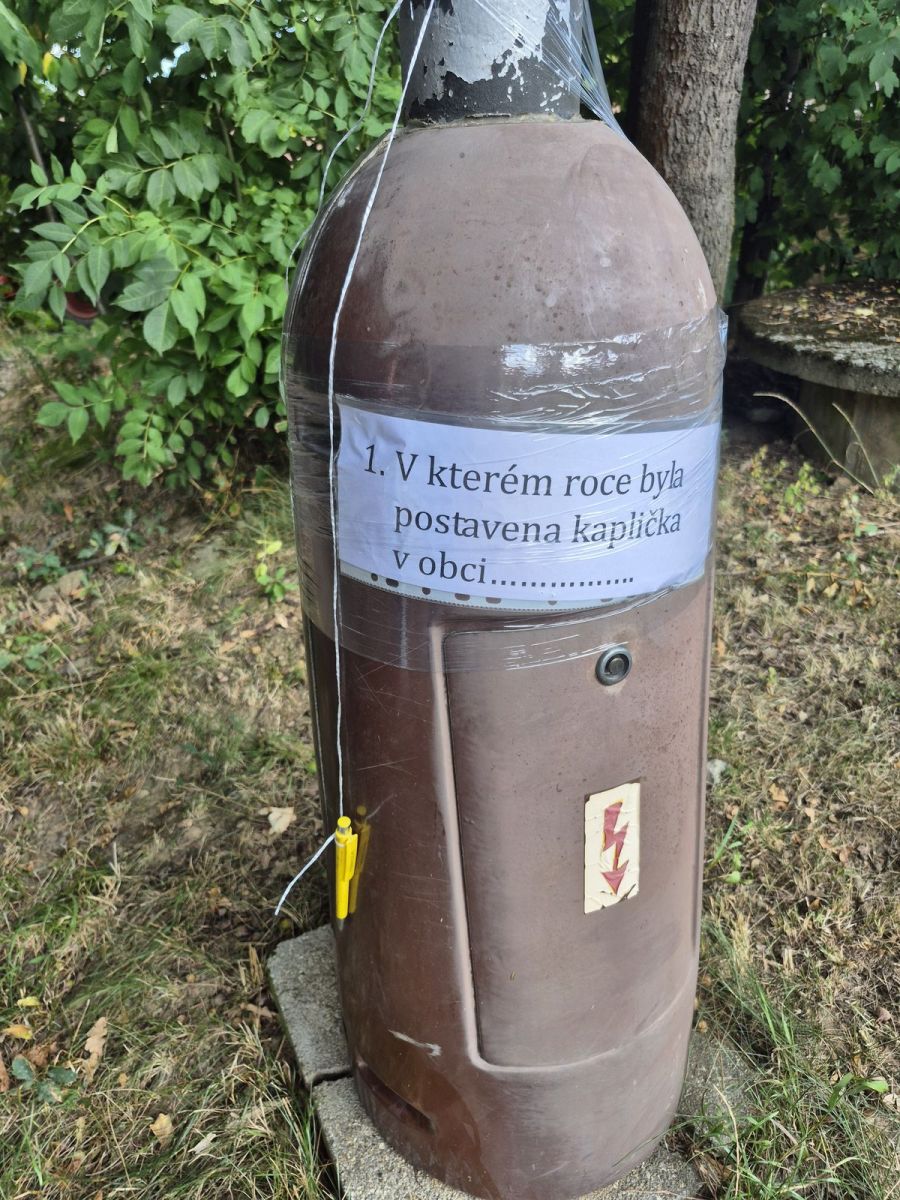 1. V kterém roce byla
postavena kaplička
v obci................